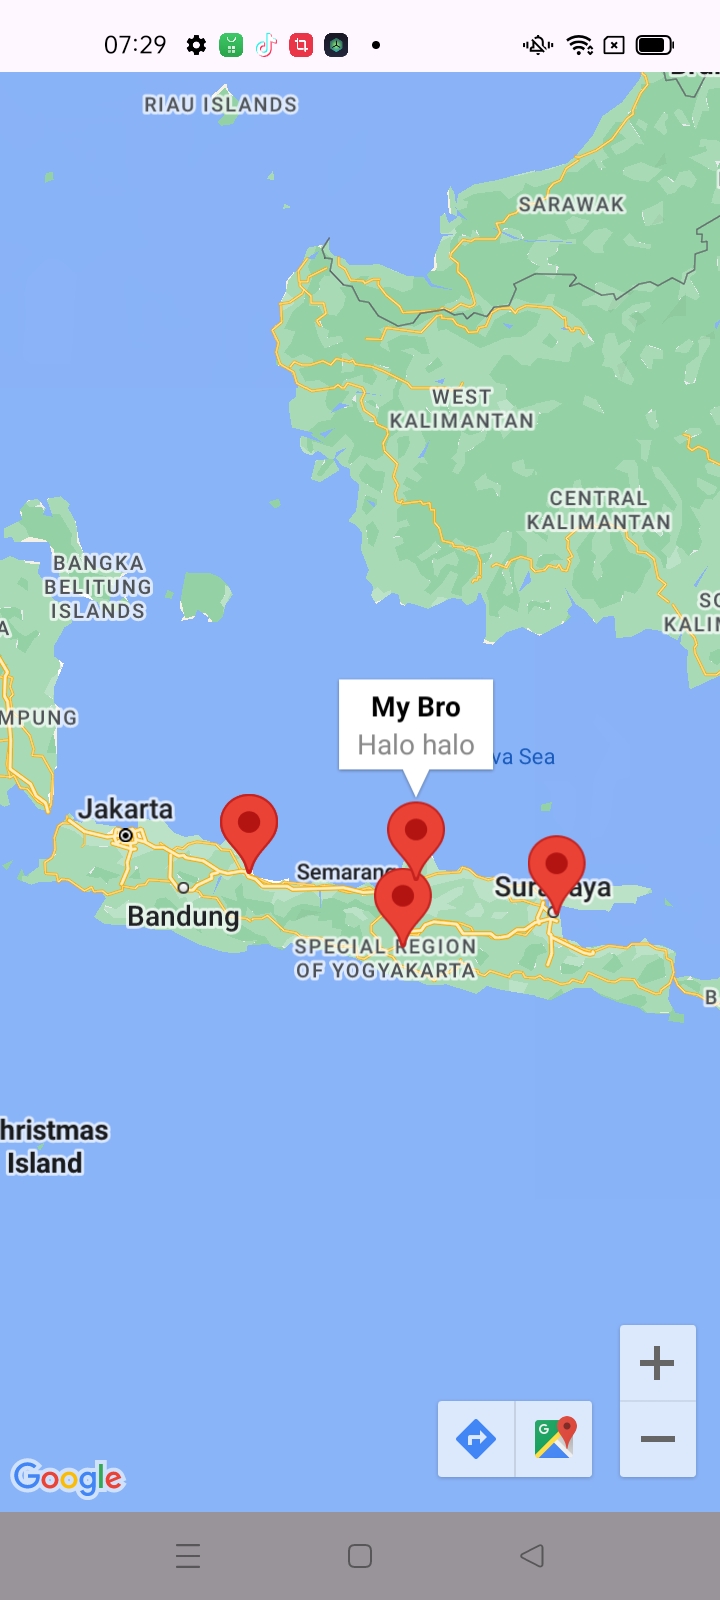 07:29
RIAU ISLANDS
SARAWAK
WEST
KALIMANTAN
CENTRAL
KALIMANTAN
BANGKA
BELITUNG
ISLANDS
MPUNG
My Bro
Halo halo
va Sea
Jakarta
Semarang
Surabaya
Bandung
SPECIAL REGION
OF YOGYAKARTA
hristmas
Island
Google